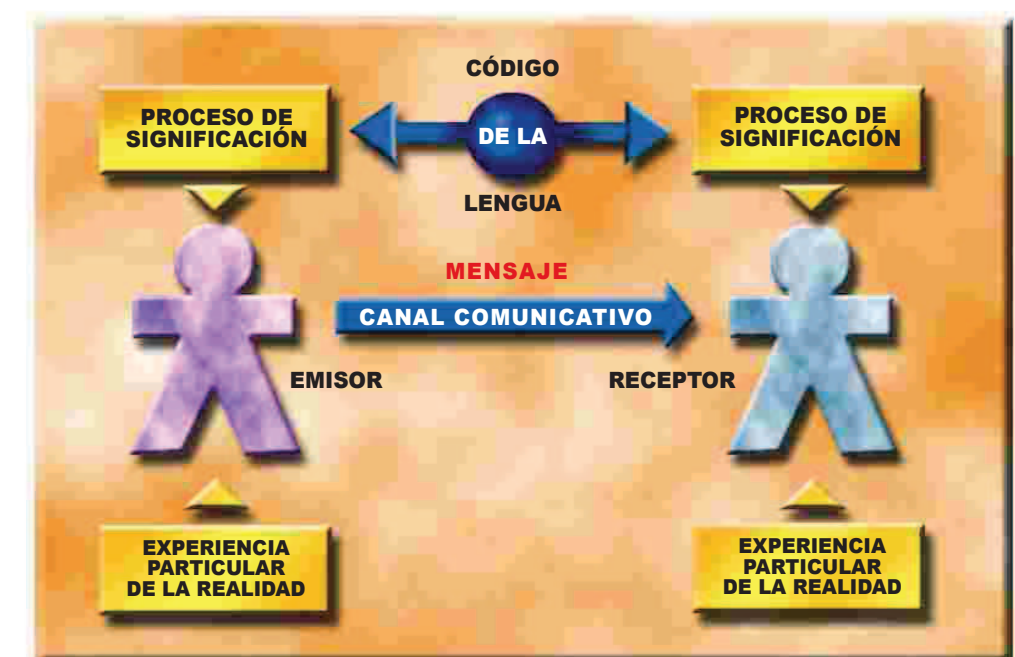 CÓDIGO
PROCESO DE
SIGNIFICACIÓN
DE LA
PROCESO DE
SIGNIFICACIÓN
LENGUA
MENSAJE
CANAL COMUNICATIVO
EMISOR
RECEPTOR
EXPERIENCIA
PARTICULAR
DE LA REALIDAD
EXPERIENCIA
PARTICULAR
DE LA REALIDAD